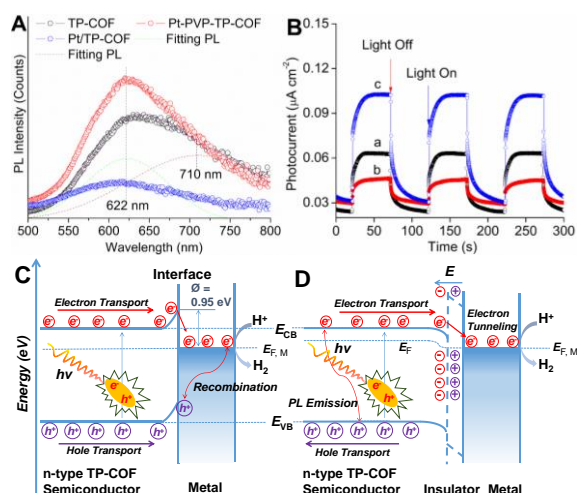 A
TP-COF
Pt-PVP-TP-COF
Pt/TP-COF
Fitting PL
Fitting PL
PL Intensity (Counts)
710 nm
622 nm
500 550 600 650 700 750 800
Wavelength (nm)
B
Light Off
Light On
c
a
b
Photocurrent (μA cm⁻²)
0.15
0.12
0.09
0.06
0.03
0 50 100 150 200 250 300
Time (s)
C
Energy (eV)
Interface
Electron Transport
e⁻
Ø =
0.95 eV
e⁻ e⁻ e⁻ e⁻ e⁻
e⁻ e⁻ e⁻
H⁺
E_CB
E_F, M
H₂
hv
e⁻
h⁺
Recombination
h⁺
E_VB
h⁺ h⁺ h⁺ h⁺ h⁺
Hole Transport
n-type TP-COF
Semiconductor
Metal
D
E
- +
- +
Electron Transport
Electron
Tunneling
e⁻ e⁻ e⁻ e⁻
e⁻ e⁻ e⁻
H⁺
E_F
E_F, M
H₂
hv
e⁻
h⁺
PL Emission
h⁺ h⁺ h⁺ h⁺ h⁺
Hole Transport
n-type TP-COF
Semiconductor
Insulator Metal